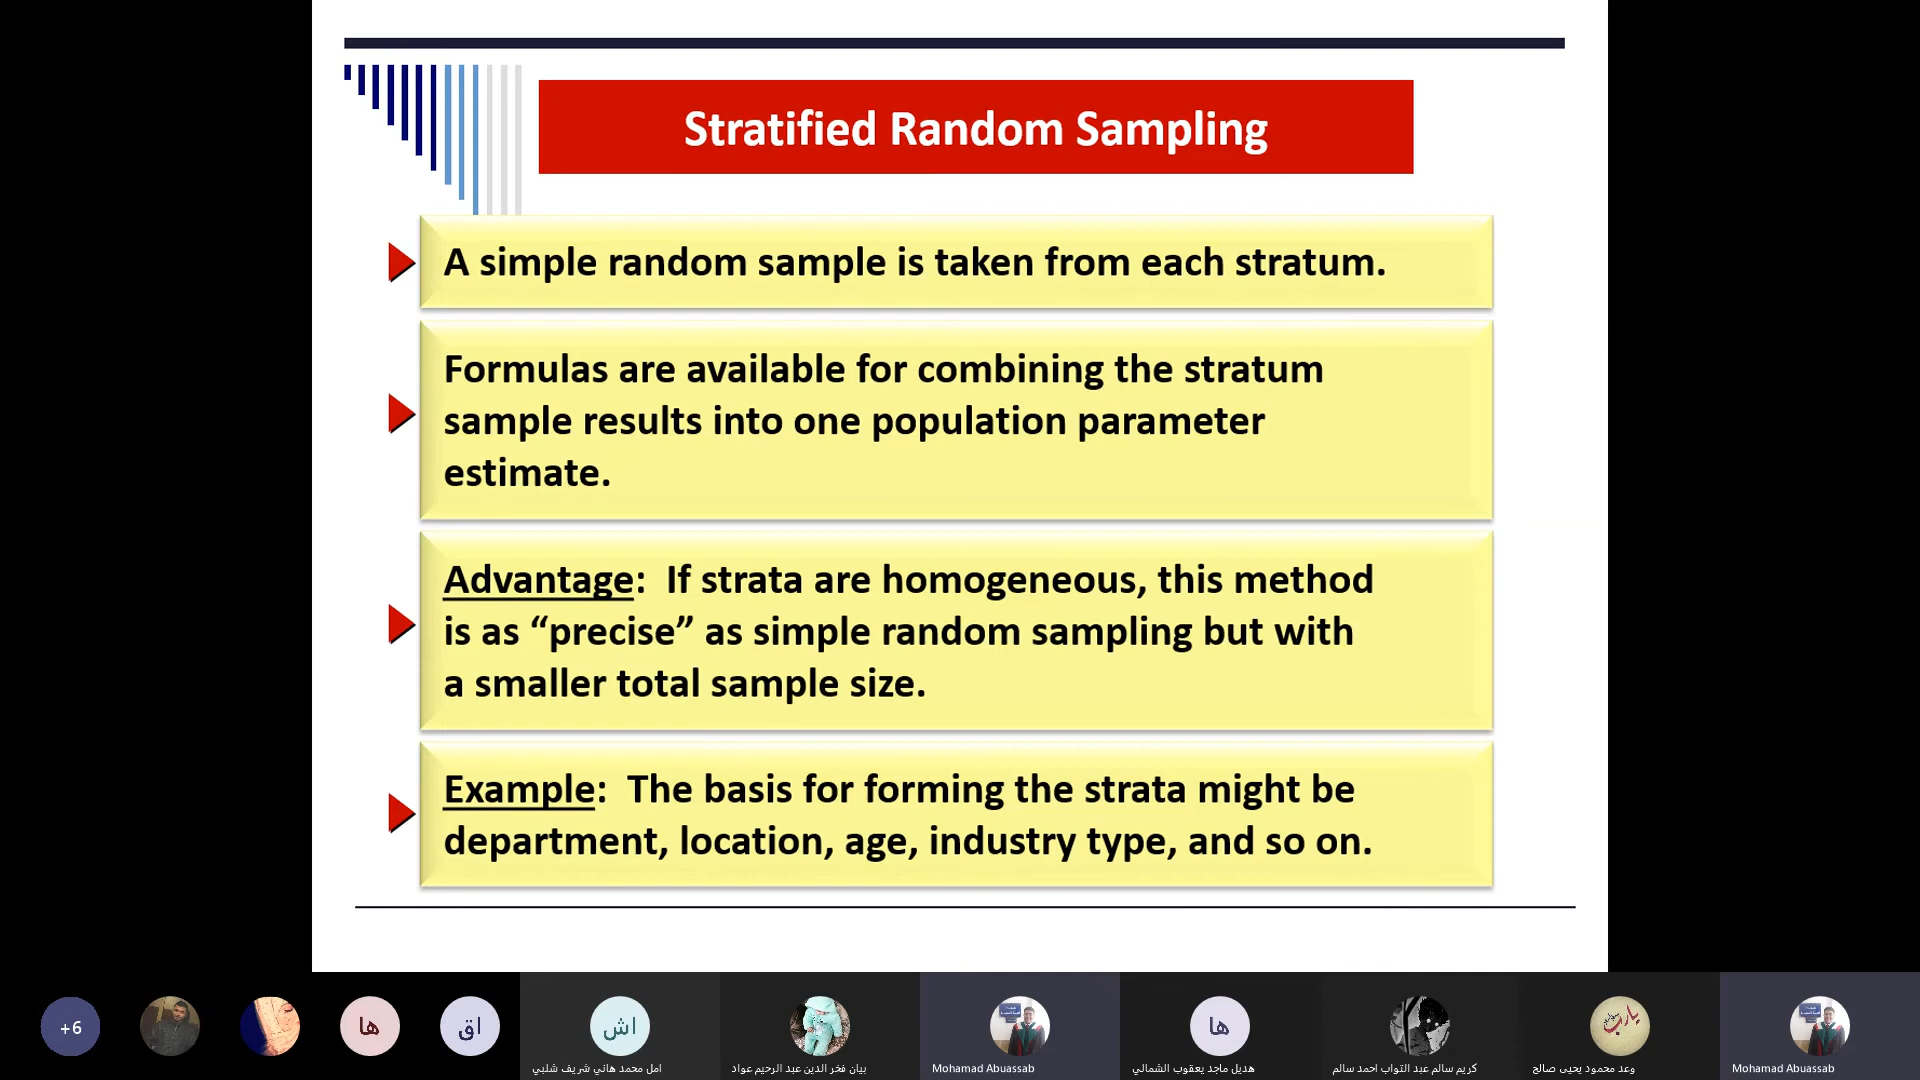 Stratified Random Sampling
A simple random sample is taken from each stratum.
Formulas are available for combining the stratum
sample results into one population parameter
estimate.
Advantage:  If strata are homogeneous, this method
is as “precise” as simple random sampling but with
a smaller total sample size.
Example:  The basis for forming the strata might be
department, location, age, industry type, and so on.
+6
ها
اق
اش
ها
يارب
امل محمد هاني شريف شلبي
بيان فخر الدين عبد الرحيم عواد
Mohamad Abuassab
هديل ماجد يعقوب الشمالي
كريم سالم عبد التواب احمد سالم
وعد محمود يحيى صالح
Mohamad Abuassab